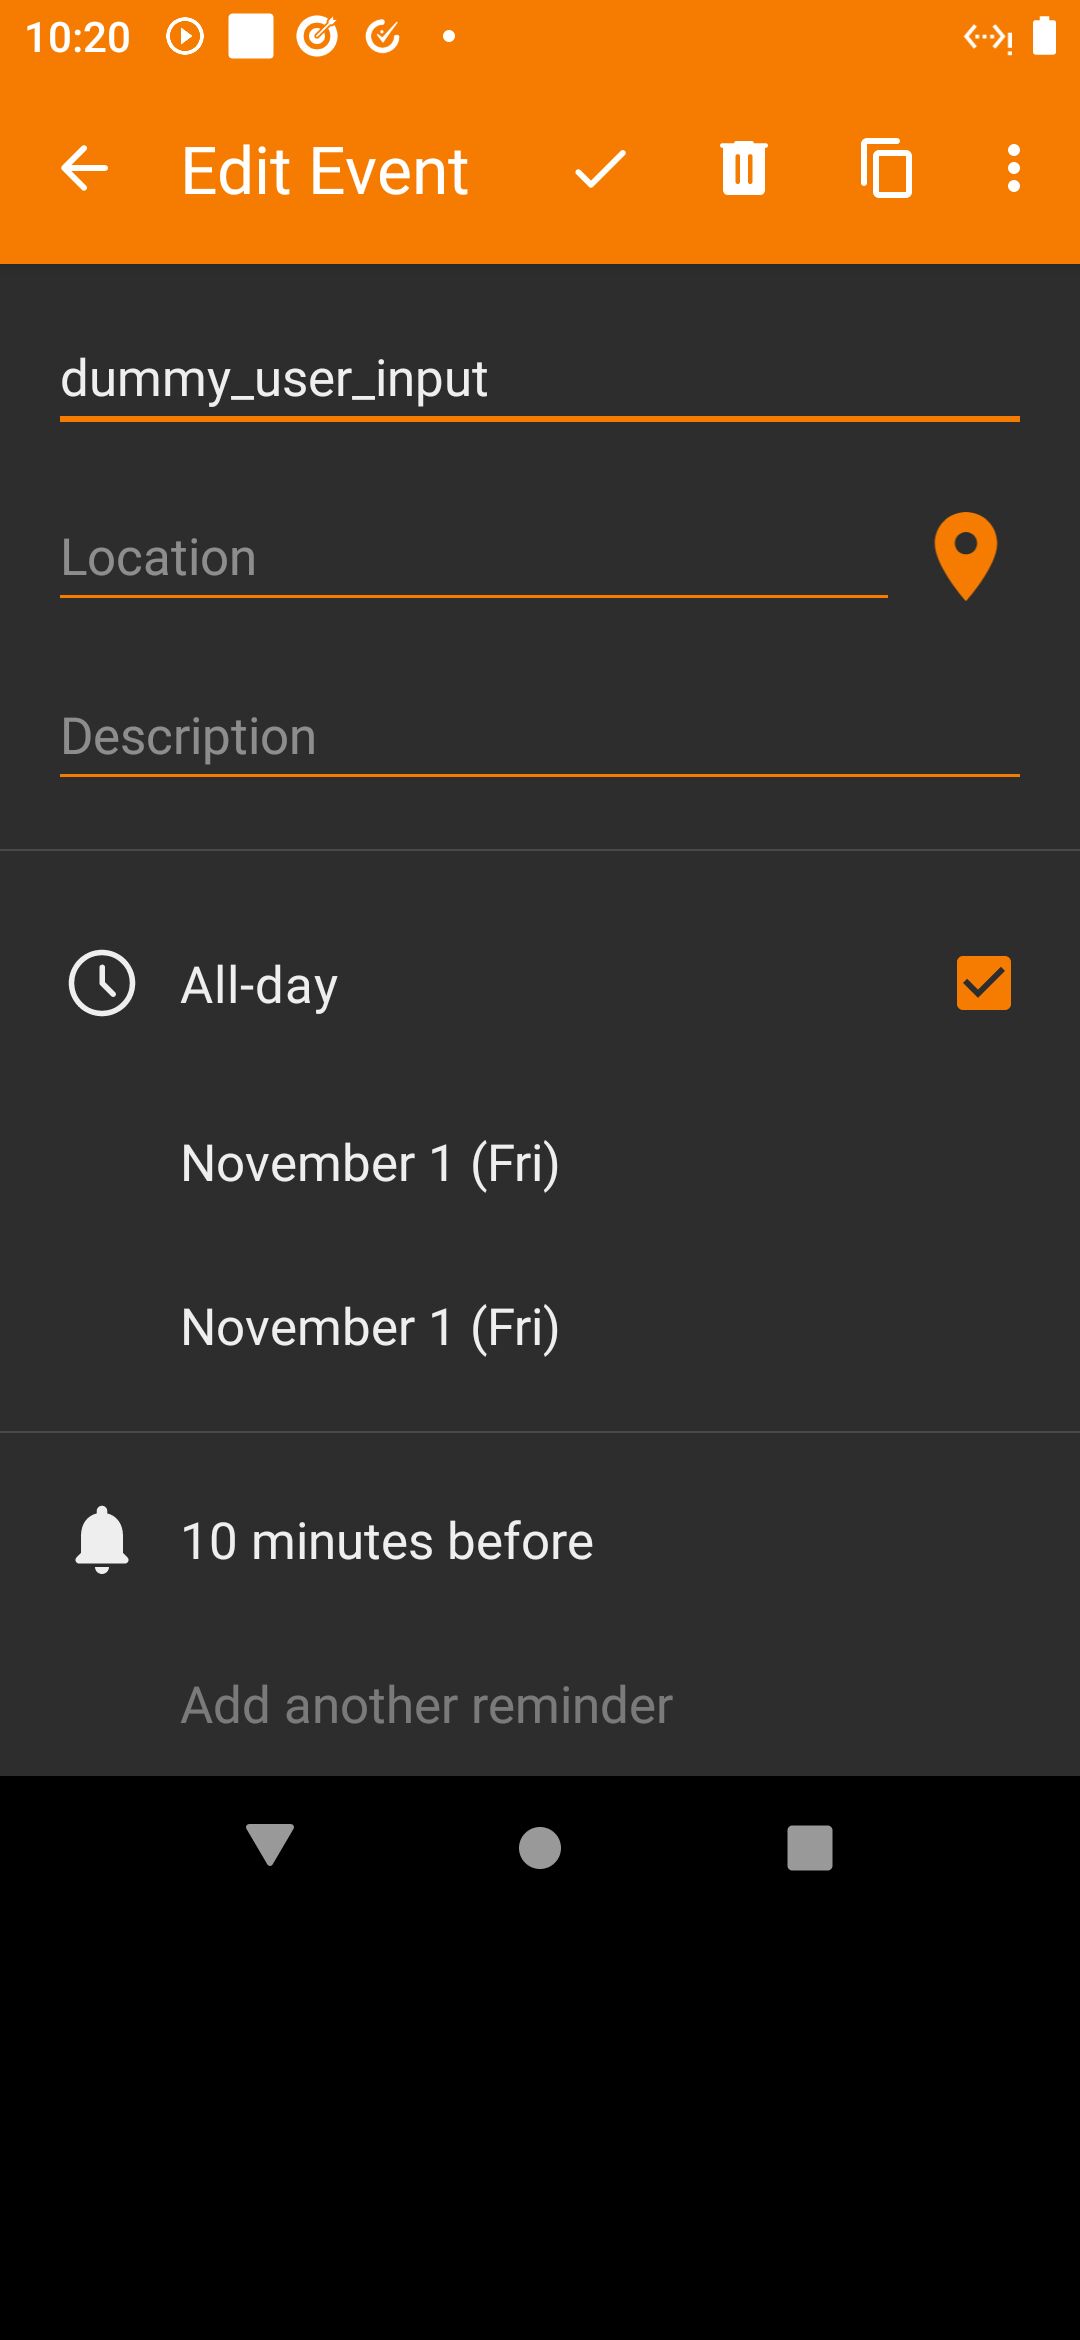 10:20
Edit Event
dummy_user_input
Location
Description
All-day
November 1 (Fri)
November 1 (Fri)
10 minutes before
Add another reminder